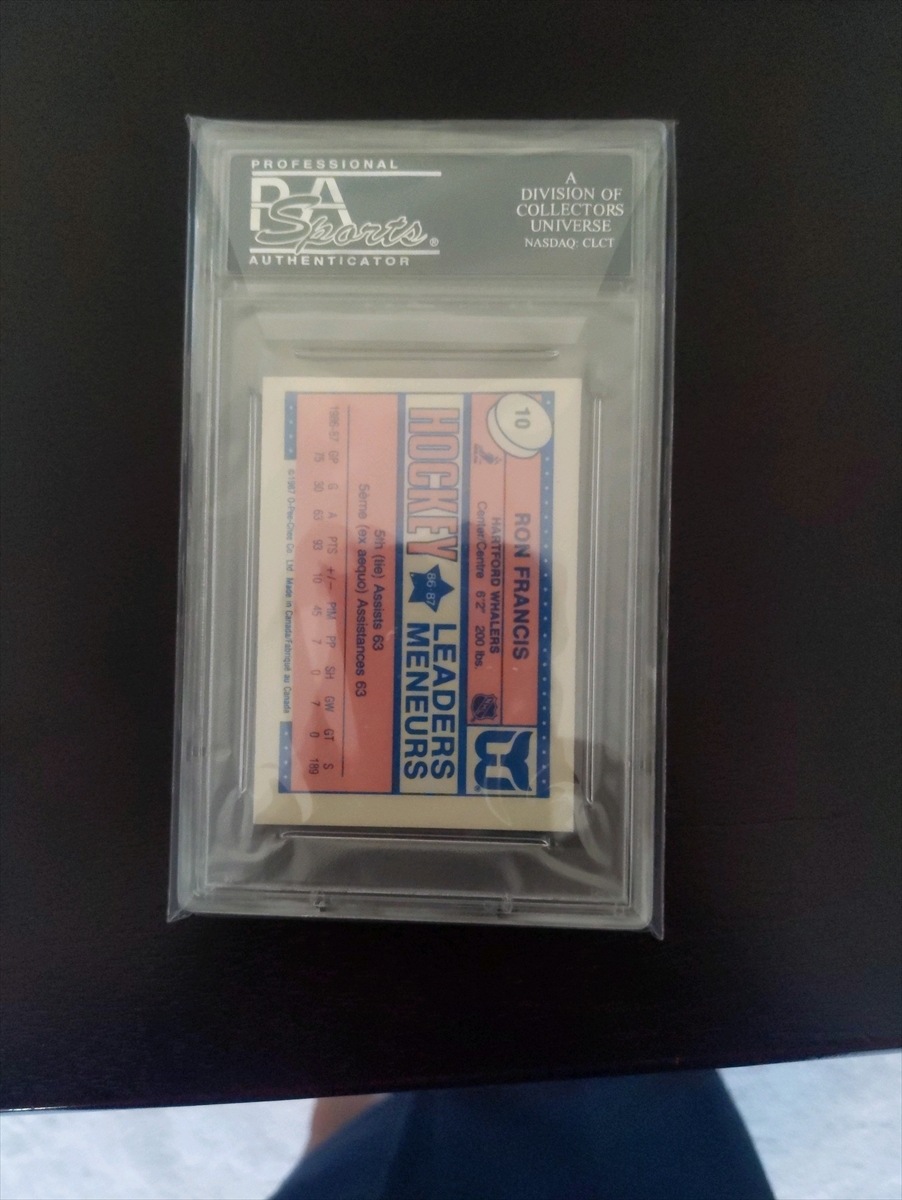 PROFESSIONAL
PSA
Sports®
AUTHENTICATOR
A
DIVISION OF
COLLECTORS
UNIVERSE
NASDAQ: CLCT
10
RON FRANCIS
HARTFORD WHALERS
Center/Centre 6'2" 200 lbs.
HOCKEY 86-87 LEADERS
MENEURS
5th (tie) Assists 63
5ème (ex aequo) Assistances 63
1986-87 GP G A PTS +/- PIM PP SH GW GT S
75 30 63 93 10 45 7 0 7 0 189
©1987 O-Pee-Chee Co. Ltd. Made in Canada/Fabriqué au Canada